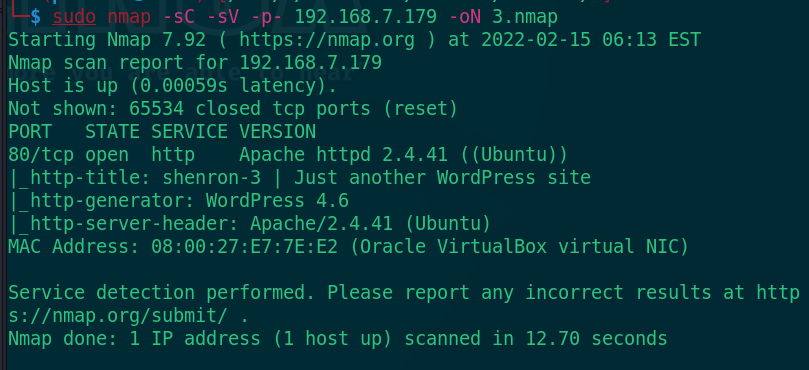 └─$ sudo nmap -sC -sV -p- 192.168.7.179 -oN 3.nmap
Starting Nmap 7.92 ( https://nmap.org ) at 2022-02-15 06:13 EST
Nmap scan report for 192.168.7.179
Host is up (0.00059s latency).
Not shown: 65534 closed tcp ports (reset)
PORT   STATE SERVICE VERSION
80/tcp open  http    Apache httpd 2.4.41 ((Ubuntu))
|_http-title: shenron-3 | Just another WordPress site
|_http-generator: WordPress 4.6
|_http-server-header: Apache/2.4.41 (Ubuntu)
MAC Address: 08:00:27:E7:7E:E2 (Oracle VirtualBox virtual NIC)
Service detection performed. Please report any incorrect results at http
s://nmap.org/submit/ .
Nmap done: 1 IP address (1 host up) scanned in 12.70 seconds